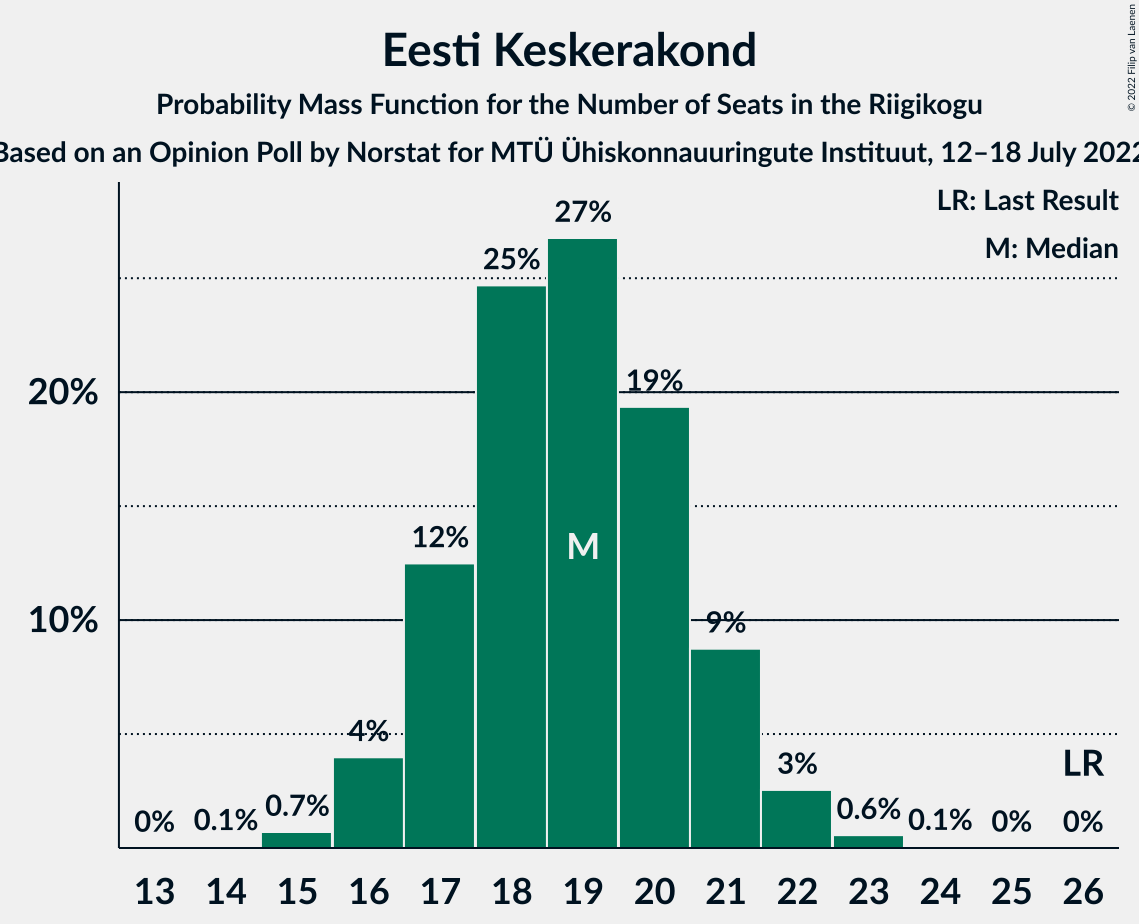 Eesti Keskerakond
Probability Mass Function for the Number of Seats in the Riigikogu
Based on an Opinion Poll by Norstat for MTÜ Ühiskonnauuringute Instituut, 12–18 July 2022
© 2022 Filip van Laenen
LR: Last Result
M: Median
27%
25%
20%
19%
12%
M
10%
9%
4%
3%
LR
0%
0.1%
0.7%
0.6%
0.1%
0%
0%
13 14 15 16 17 18 19 20 21 22 23 24 25 26